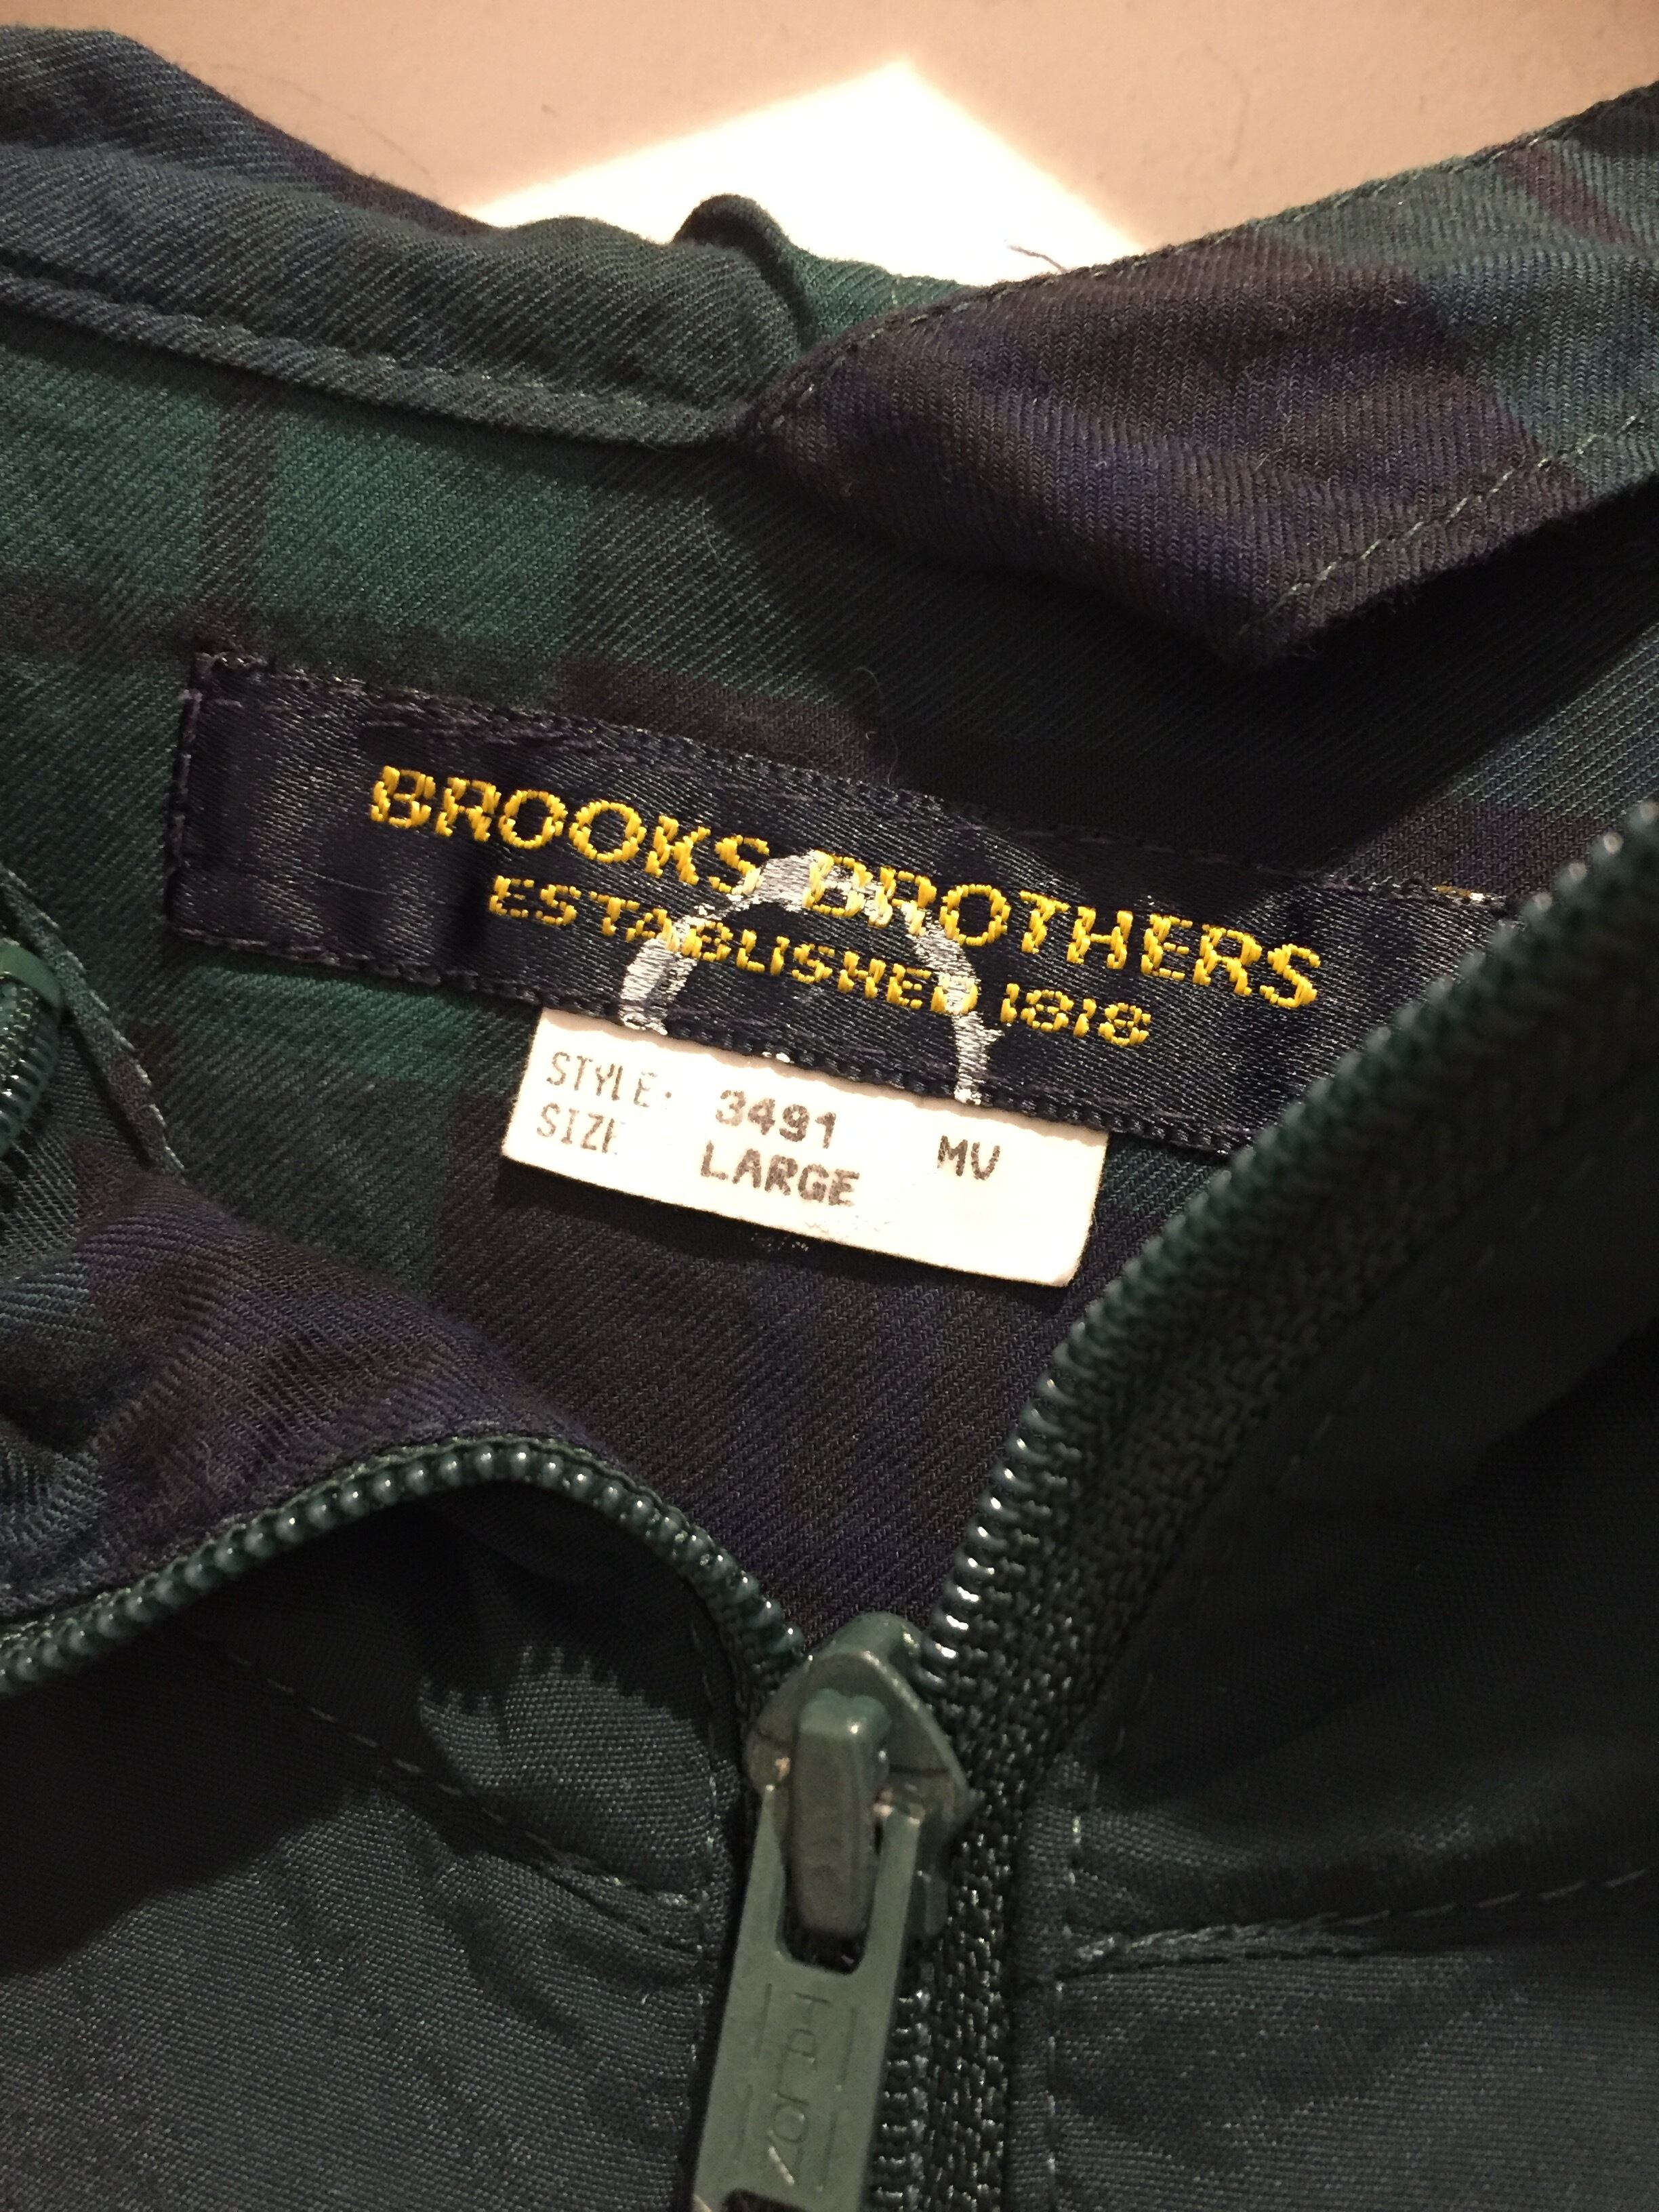 BROOKS BROTHERS
ESTABLISHED 1818
STYLE: 3491 MV
SIZE LARGE